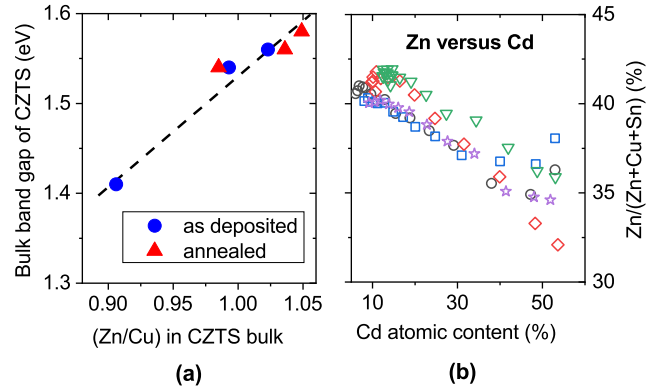 1.6
1.5
1.4
1.3
Bulk band gap of CZTS (eV)
as deposited
annealed
0.90
0.95
1.00
1.05
(Zn/Cu) in CZTS bulk
(a)
Zn versus Cd
45
40
35
30
Zn/(Zn+Cu+Sn) (%)
10
30
50
Cd atomic content (%)
(b)